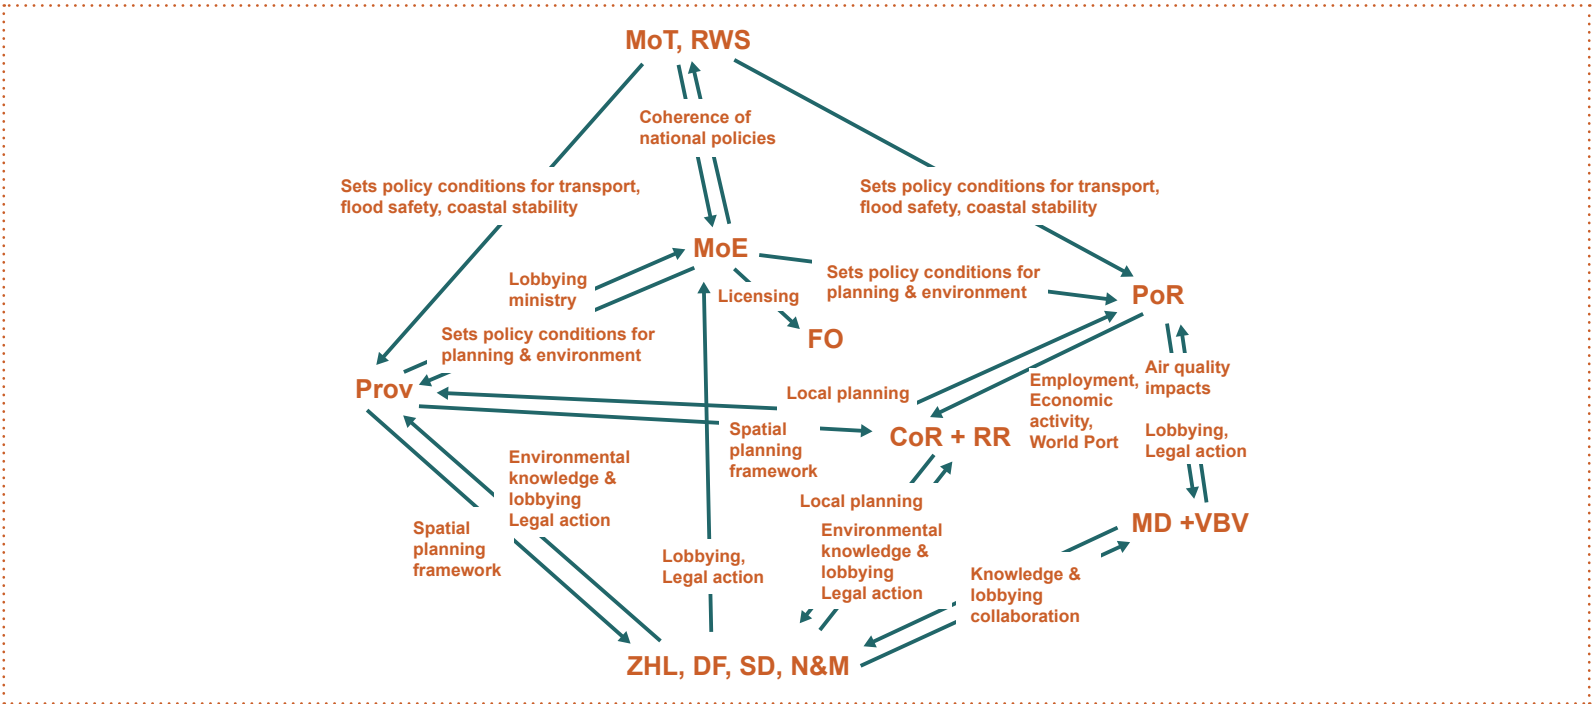 MoT, RWS
Coherence of
national policies
Sets policy conditions for transport,
flood safety, coastal stability
Sets policy conditions for transport,
flood safety, coastal stability
MoE
Lobbying
ministry
Licensing
Sets policy conditions for
planning & environment
PoR
FO
Sets policy conditions for
planning & environment
Prov
Local planning
Employment,
Economic
activity,
World Port
Air quality
impacts
Lobbying,
Legal action
CoR + RR
Spatial
planning
framework
Environmental
knowledge &
lobbying
Legal action
Spatial
planning
framework
Local planning
Environmental
knowledge &
lobbying
Legal action
MD +VBV
Lobbying,
Legal action
Knowledge &
lobbying
collaboration
ZHL, DF, SD, N&M